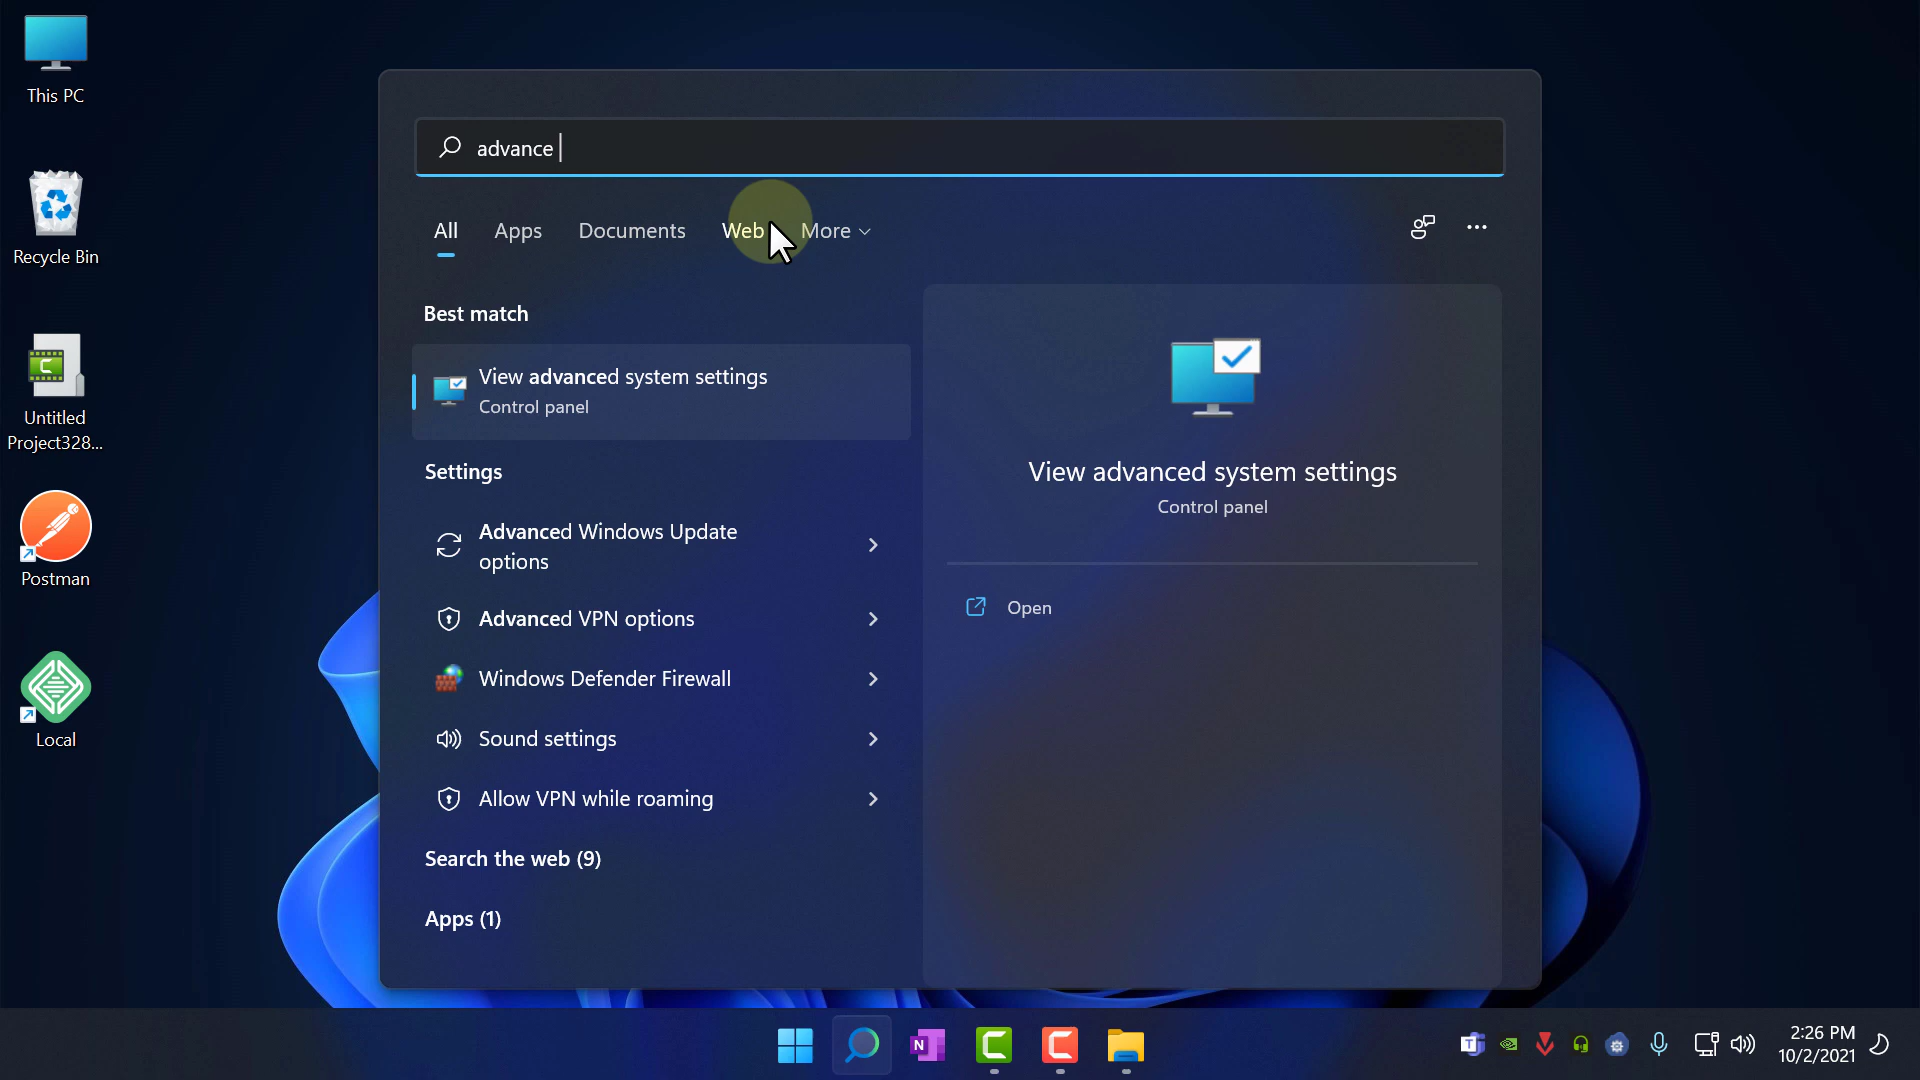 This PC
Recycle Bin
Untitled
Project328...
Postman
Local
advance
All Apps Documents Web More
Best match
View advanced system settings
Control panel
Settings
Advanced Windows Update
options
Advanced VPN options
Windows Defender Firewall
Sound settings
Allow VPN while roaming
Search the web (9)
Apps (1)
View advanced system settings
Control panel
Open
2:26 PM
10/2/2021